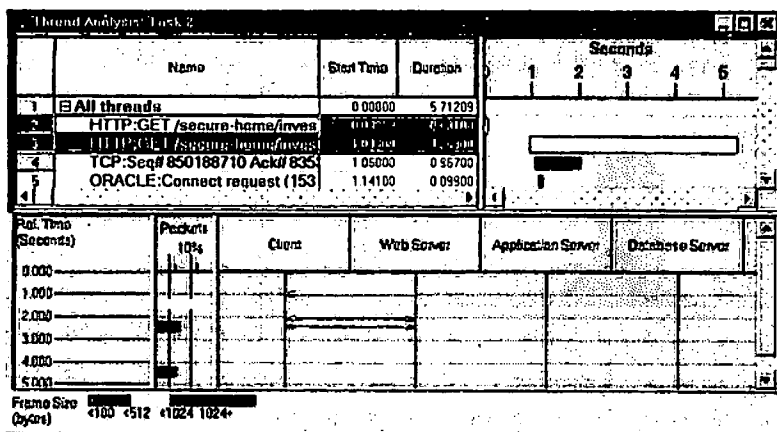 Thread Analysis: Task 2
Name Start Time Duration Seconds
1 2 3 4 5
1 All threads 0.00000 5.71209
2 HTTP:GET /secure-home/inves
3 HTTP:GET /secure-home/inves
4 TCP:Seq# 850188710 Ack# 835 1.05000 0.95700
5 ORACLE:Connect request (153 1.14100 0.09900
Rel. Time (Seconds) Packets 10% Client Web Server Application Server Database Server
0.000
1.000
2.000
3.000
4.000
5.000
Frame Size (bytes) <100 <512 <1024 1024+